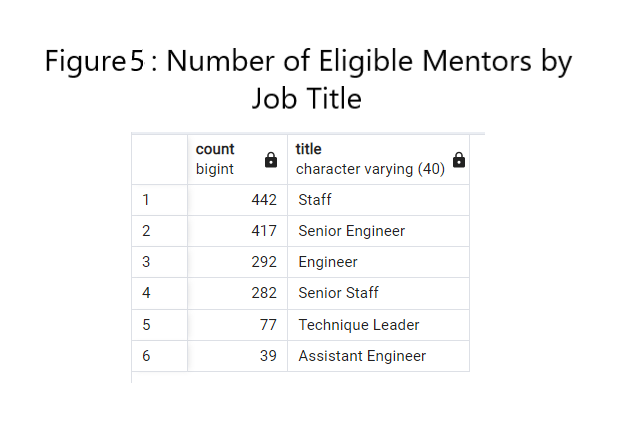 Figure5 : Number of Eligible Mentors by
Job Title
count title
bigint character varying (40)
1 442 Staff
2 417 Senior Engineer
3 292 Engineer
4 282 Senior Staff
5 77 Technique Leader
6 39 Assistant Engineer